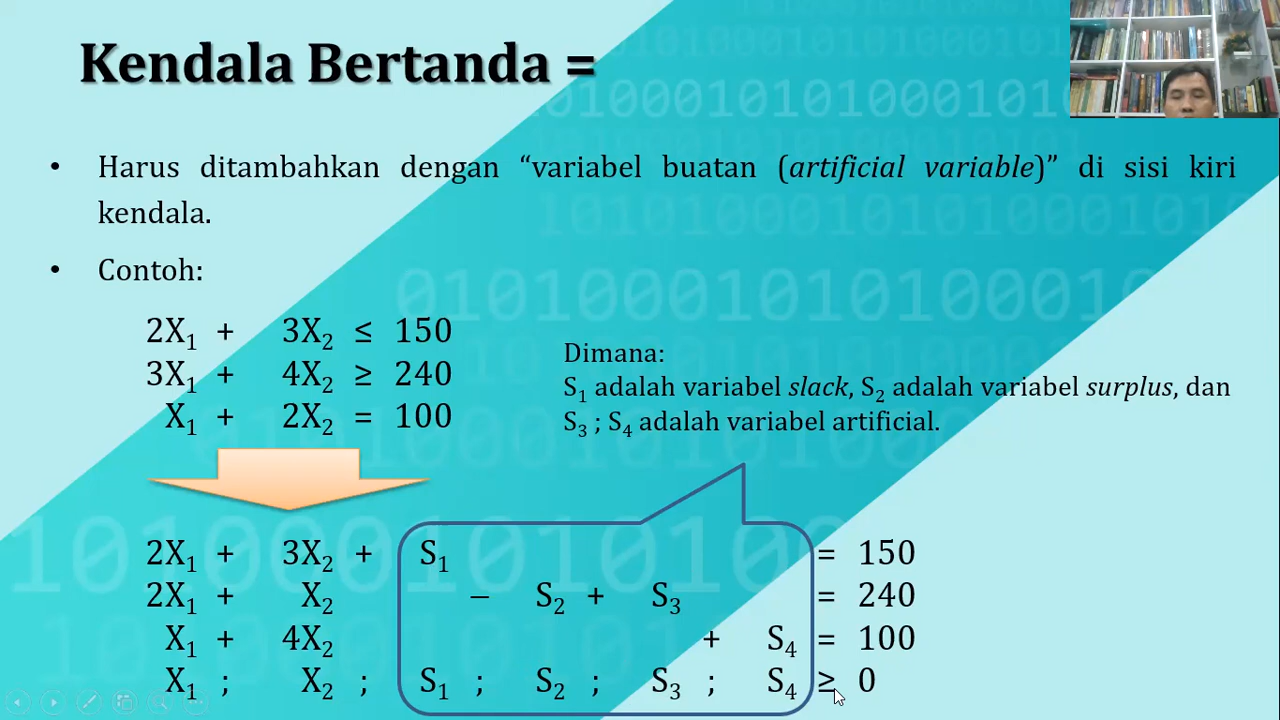 Kendala Bertanda =
• Harus ditambahkan dengan “variabel buatan (artificial variable)” di sisi kiri
kendala.
• Contoh:
2X₁ + 3X₂ ≤ 150
3X₁ + 4X₂ ≥ 240
X₁ + 2X₂ = 100
Dimana:
S₁ adalah variabel slack, S₂ adalah variabel surplus, dan
S₃ ; S₄ adalah variabel artificial.
2X₁ + 3X₂ + S₁ = 150
2X₁ + X₂ – S₂ + S₃ = 240
X₁ + 4X₂ + S₄ = 100
X₁ ; X₂ ; S₁ ; S₂ ; S₃ ; S₄ ≥ 0